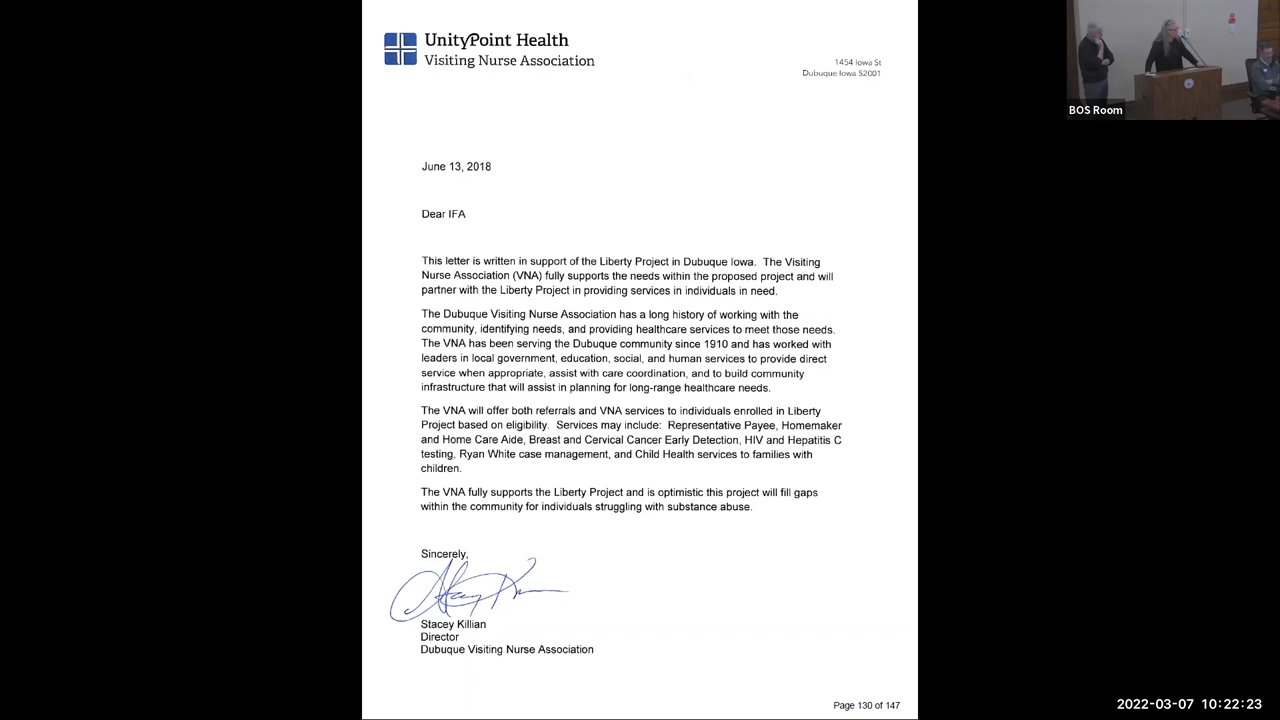 UnityPoint Health
Visiting Nurse Association
1454 Iowa St
Dubuque Iowa 52001
BOS Room
June 13, 2018
Dear IFA
This letter is written in support of the Liberty Project in Dubuque Iowa.  The Visiting
Nurse Association (VNA) fully supports the needs within the proposed project and will
partner with the Liberty Project in providing services in individuals in need.
The Dubuque Visiting Nurse Association has a long history of working with the
community, identifying needs, and providing healthcare services to meet those needs.
The VNA has been serving the Dubuque community since 1910 and has worked with
leaders in local government, education, social, and human services to provide direct
service when appropriate, assist with care coordination, and to build community
infrastructure that will assist in planning for long-range healthcare needs.
The VNA will offer both referrals and VNA services to individuals enrolled in Liberty
Project based on eligibility.  Services may include:  Representative Payee, Homemaker
and Home Care Aide, Breast and Cervical Cancer Early Detection, HIV and Hepatitis C
testing, Ryan White case management, and Child Health services to families with
children.
The VNA fully supports the Liberty Project and is optimistic this project will fill gaps
within the community for individuals struggling with substance abuse.
Sincerely,
Stacey Killian
Director
Dubuque Visiting Nurse Association
Page 130 of 147
2022-03-07 10:22:23